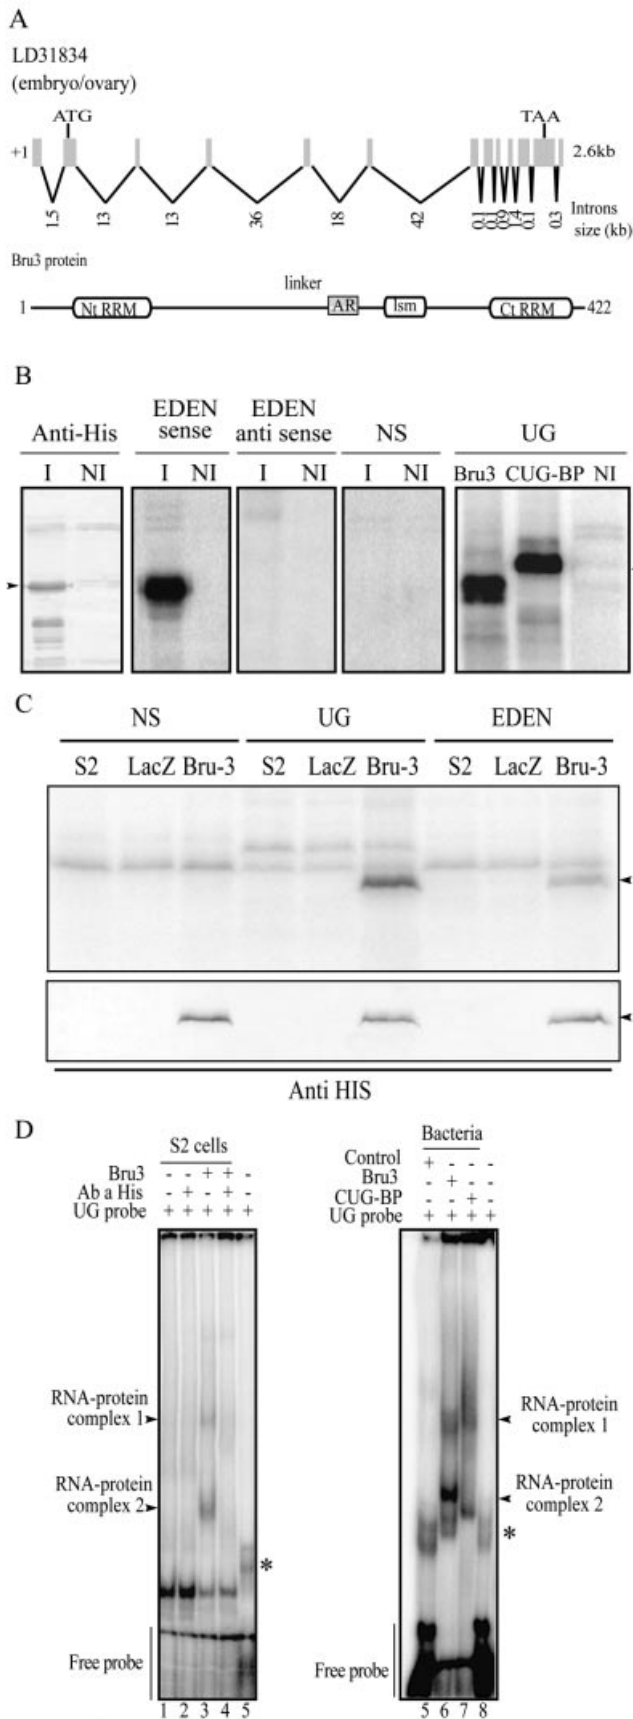 A
LD31834
(embryo/ovary)
ATG TAA
+1 2.6kb
1.5 13 13 36 18 42 0.1 0.1 0.9 1.4 0.1 0.3 Introns
size (kb)
Bru3 protein
linker
1 Nt RRM AR lsm Ct RRM 422
B
Anti-His EDEN sense EDEN anti sense NS UG
I NI I NI I NI I NI Bru3 CUG-BP NI
C
NS UG EDEN
S2 LacZ Bru-3 S2 LacZ Bru-3 S2 LacZ Bru-3
Anti HIS
D
S2 cells
Bru3 - - + + -
Ab a His - + - + -
UG probe + + + + +
RNA-protein
complex 1
RNA-protein
complex 2
*
Free probe
1 2 3 4 5
Bacteria
Control + - - -
Bru3 - + - -
CUG-BP - - + -
UG probe + + + +
RNA-protein
complex 1
RNA-protein
complex 2
*
Free probe
5 6 7 8